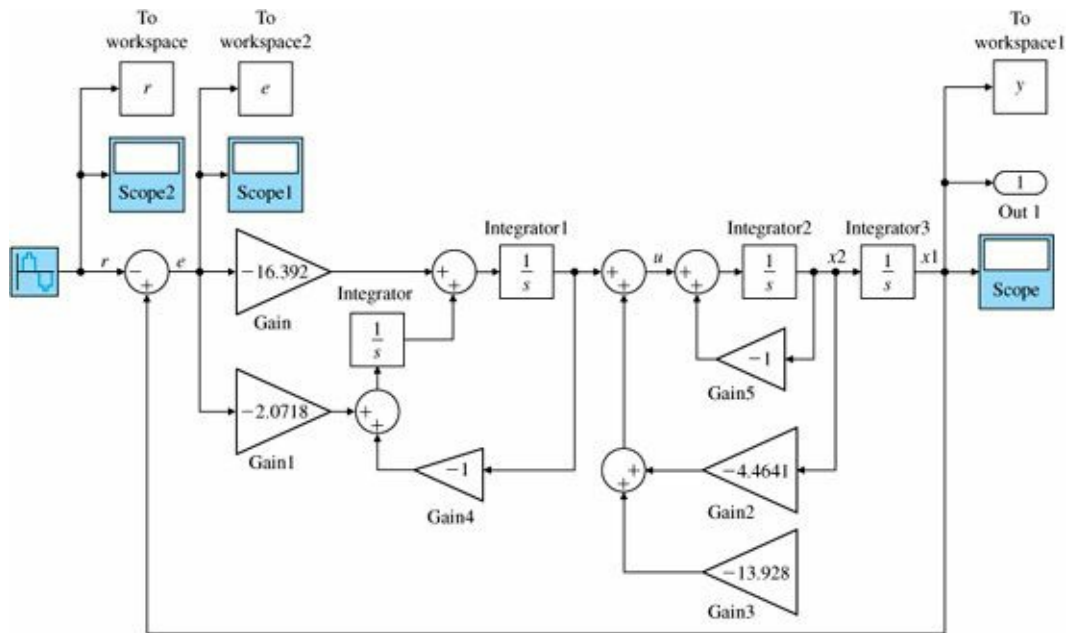 To
workspace
To
workspace2
To
workspace1
r
e
y
Scope2
Scope1
1
Out 1
Integrator1
Integrator2
Integrator3
r
−
+
e
−16.392
Gain
+
+
1
s
+
+
u
+
+
1
s
x2
1
s
x1
Scope
Integrator
1
s
−1
Gain5
−2.0718
Gain1
+
+
−1
Gain4
+
+
−4.4641
Gain2
−13.928
Gain3